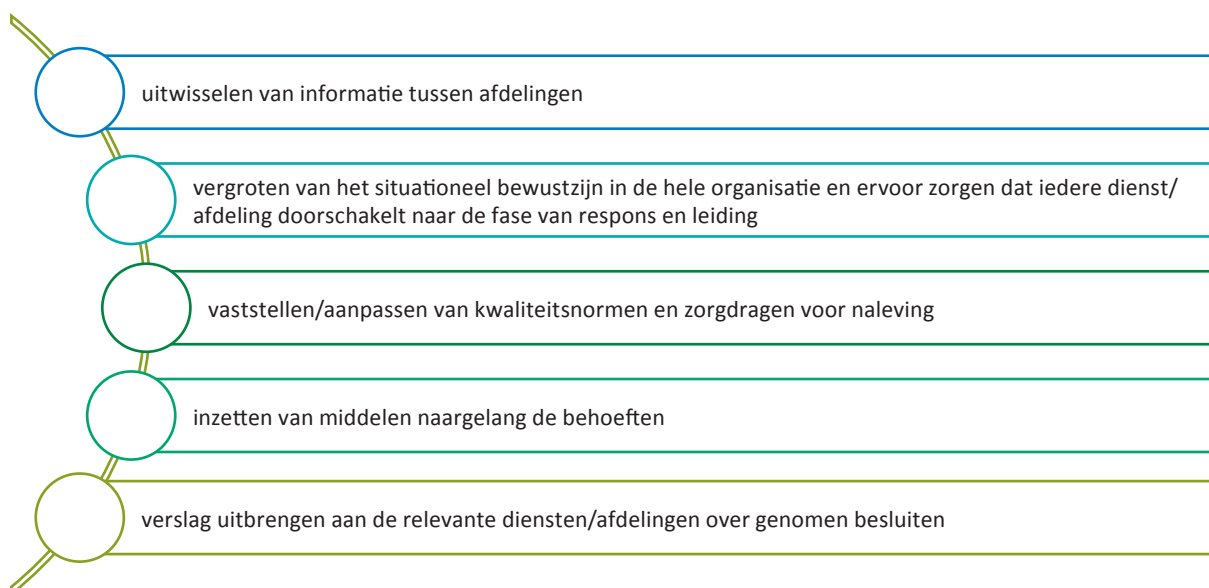 uitwisselen van informatie tussen afdelingen
vergroten van het situationeel bewustzijn in de hele organisatie en ervoor zorgen dat iedere dienst/
afdeling doorschakelt naar de fase van respons en leiding
vaststellen/aanpassen van kwaliteitsnormen en zorgdragen voor naleving
inzetten van middelen naargelang de behoeften
verslag uitbrengen aan de relevante diensten/afdelingen over genomen besluiten